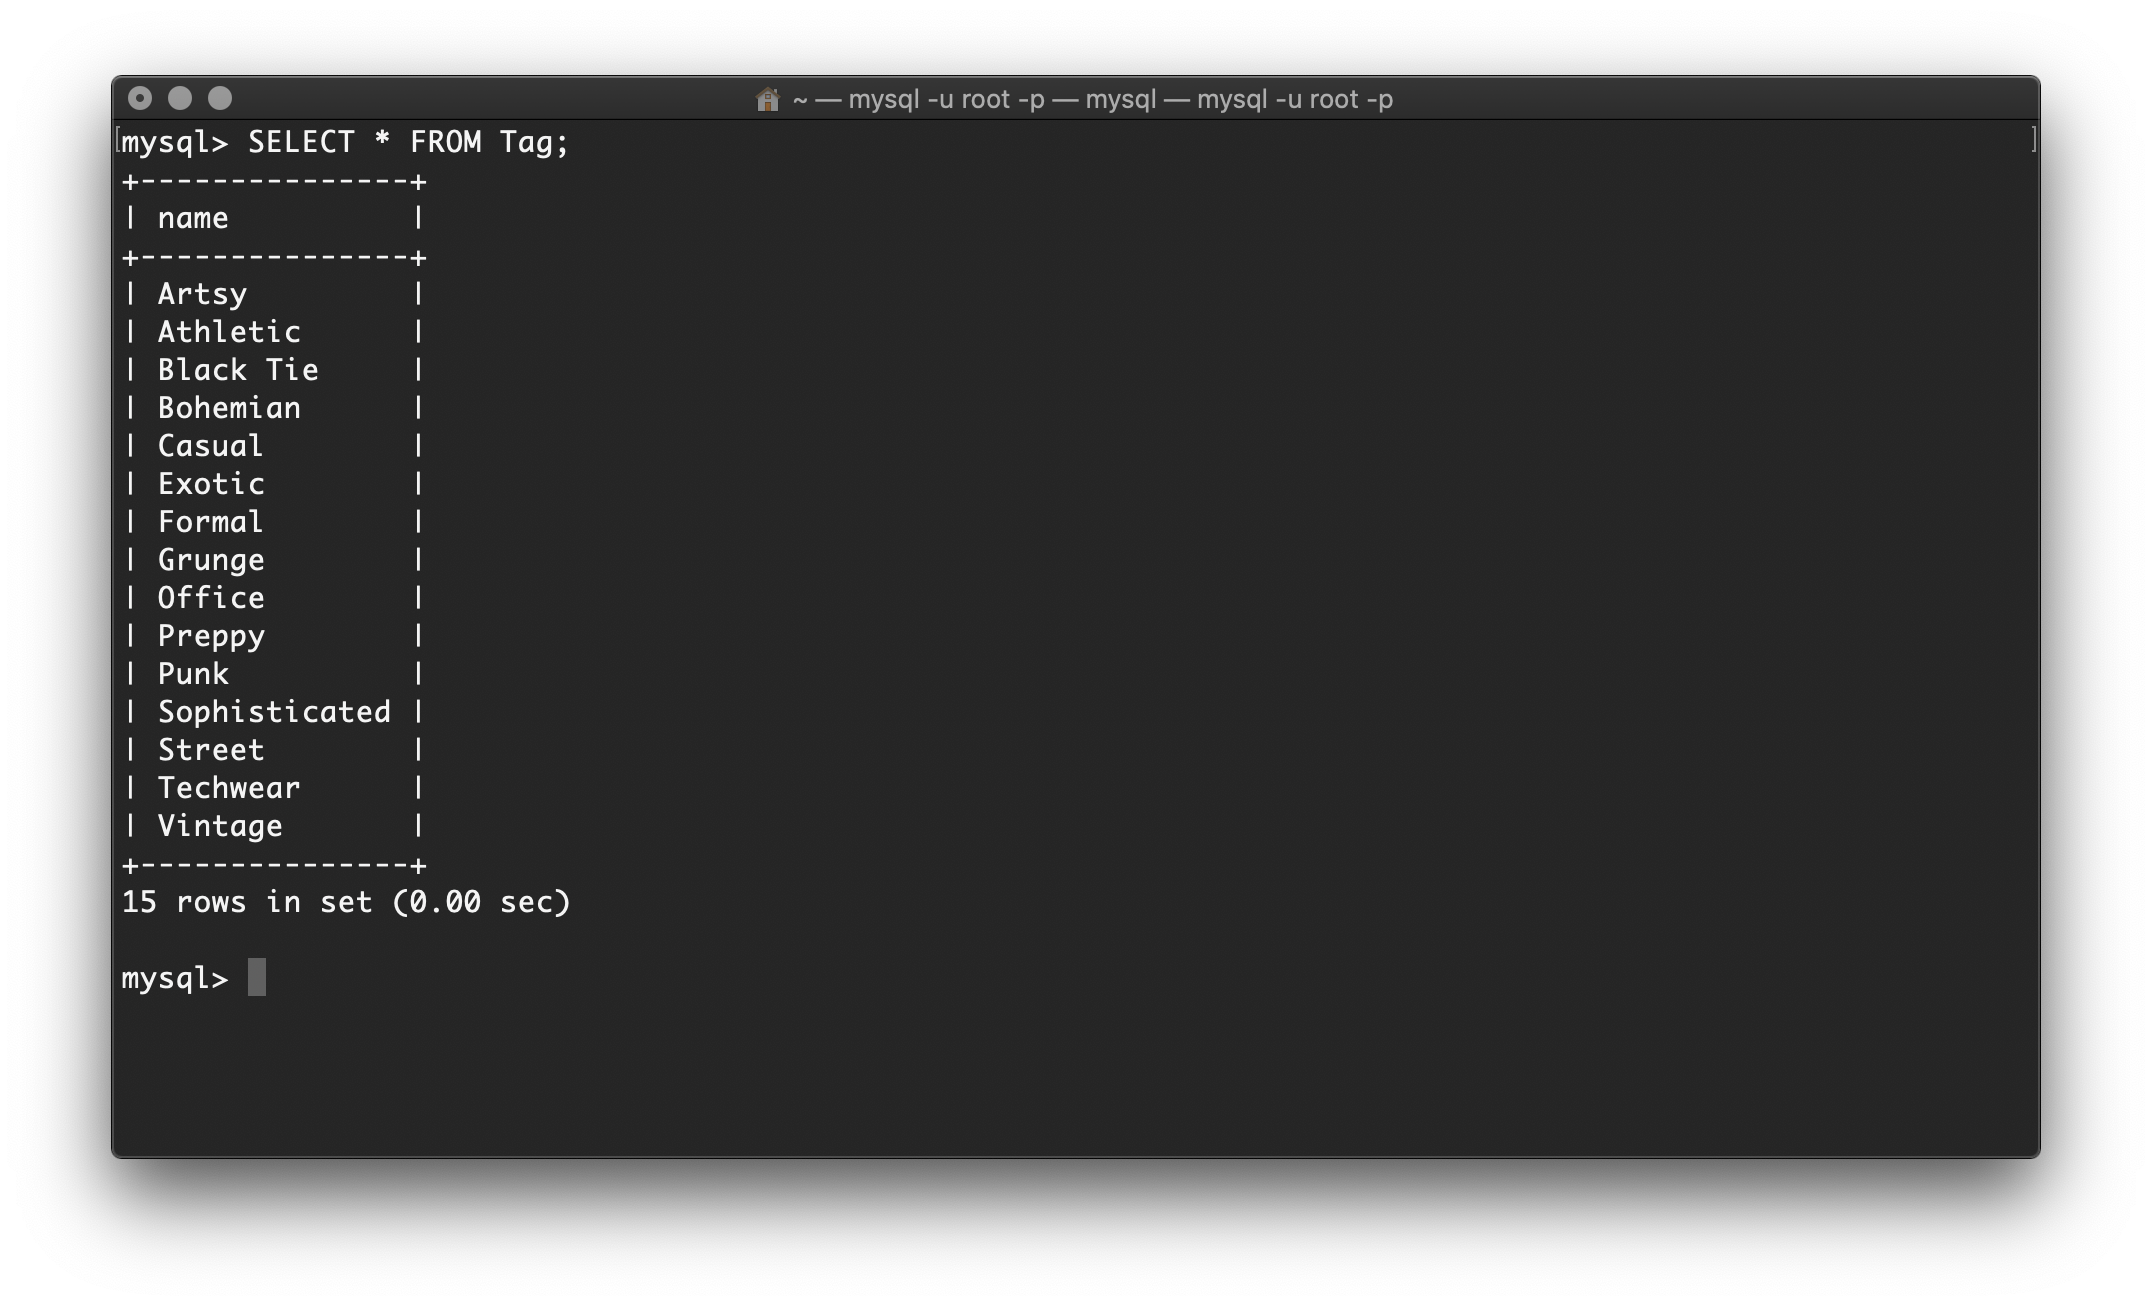 ~ — mysql -u root -p — mysql — mysql -u root -p
mysql> SELECT * FROM Tag;
+---------------+
| name          |
+---------------+
| Artsy         |
| Athletic      |
| Black Tie     |
| Bohemian      |
| Casual        |
| Exotic        |
| Formal        |
| Grunge        |
| Office        |
| Preppy        |
| Punk          |
| Sophisticated |
| Street        |
| Techwear      |
| Vintage       |
+---------------+
15 rows in set (0.00 sec)
mysql>